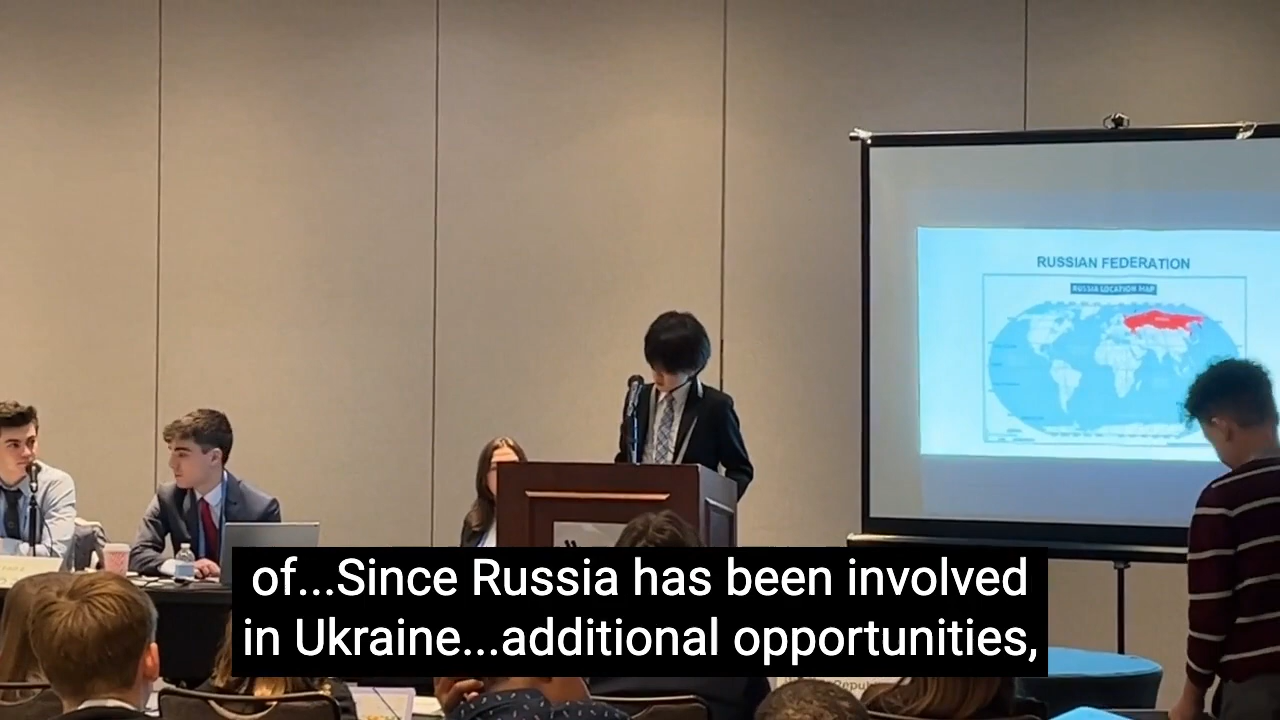 RUSSIAN FEDERATION
RUSSIA LOCATION MAP
of...Since Russia has been involved
in Ukraine...additional opportunities,